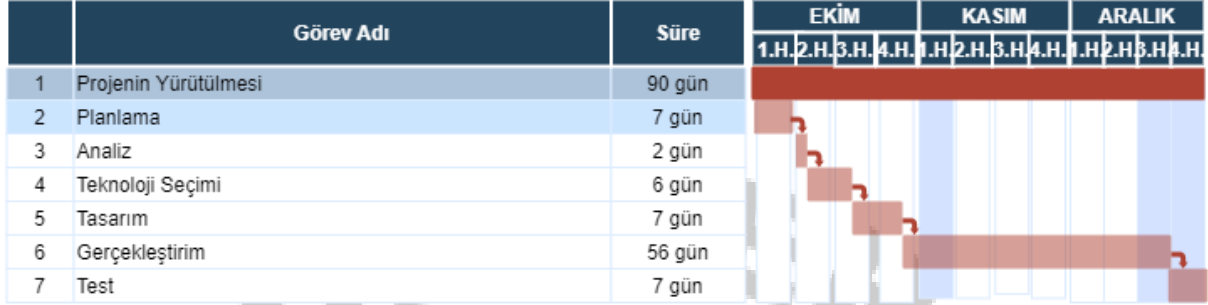 Görev Adı Süre EKİM KASIM ARALIK
1.H. 2.H. 3.H. 4.H. 1.H. 2.H. 3.H. 4.H. 1.H. 2.H. 3.H. 4.H.
1 Projenin Yürütülmesi 90 gün
2 Planlama 7 gün
3 Analiz 2 gün
4 Teknoloji Seçimi 6 gün
5 Tasarım 7 gün
6 Gerçekleştirim 56 gün
7 Test 7 gün